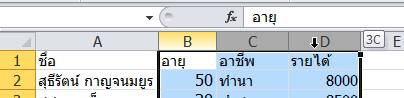 fx อายุ
A B C D 3C
1 ชื่อ อายุ อาชีพ รายได้
2 สุธีรัตน์ กาญจนมยูร 50 ทำนา 8000